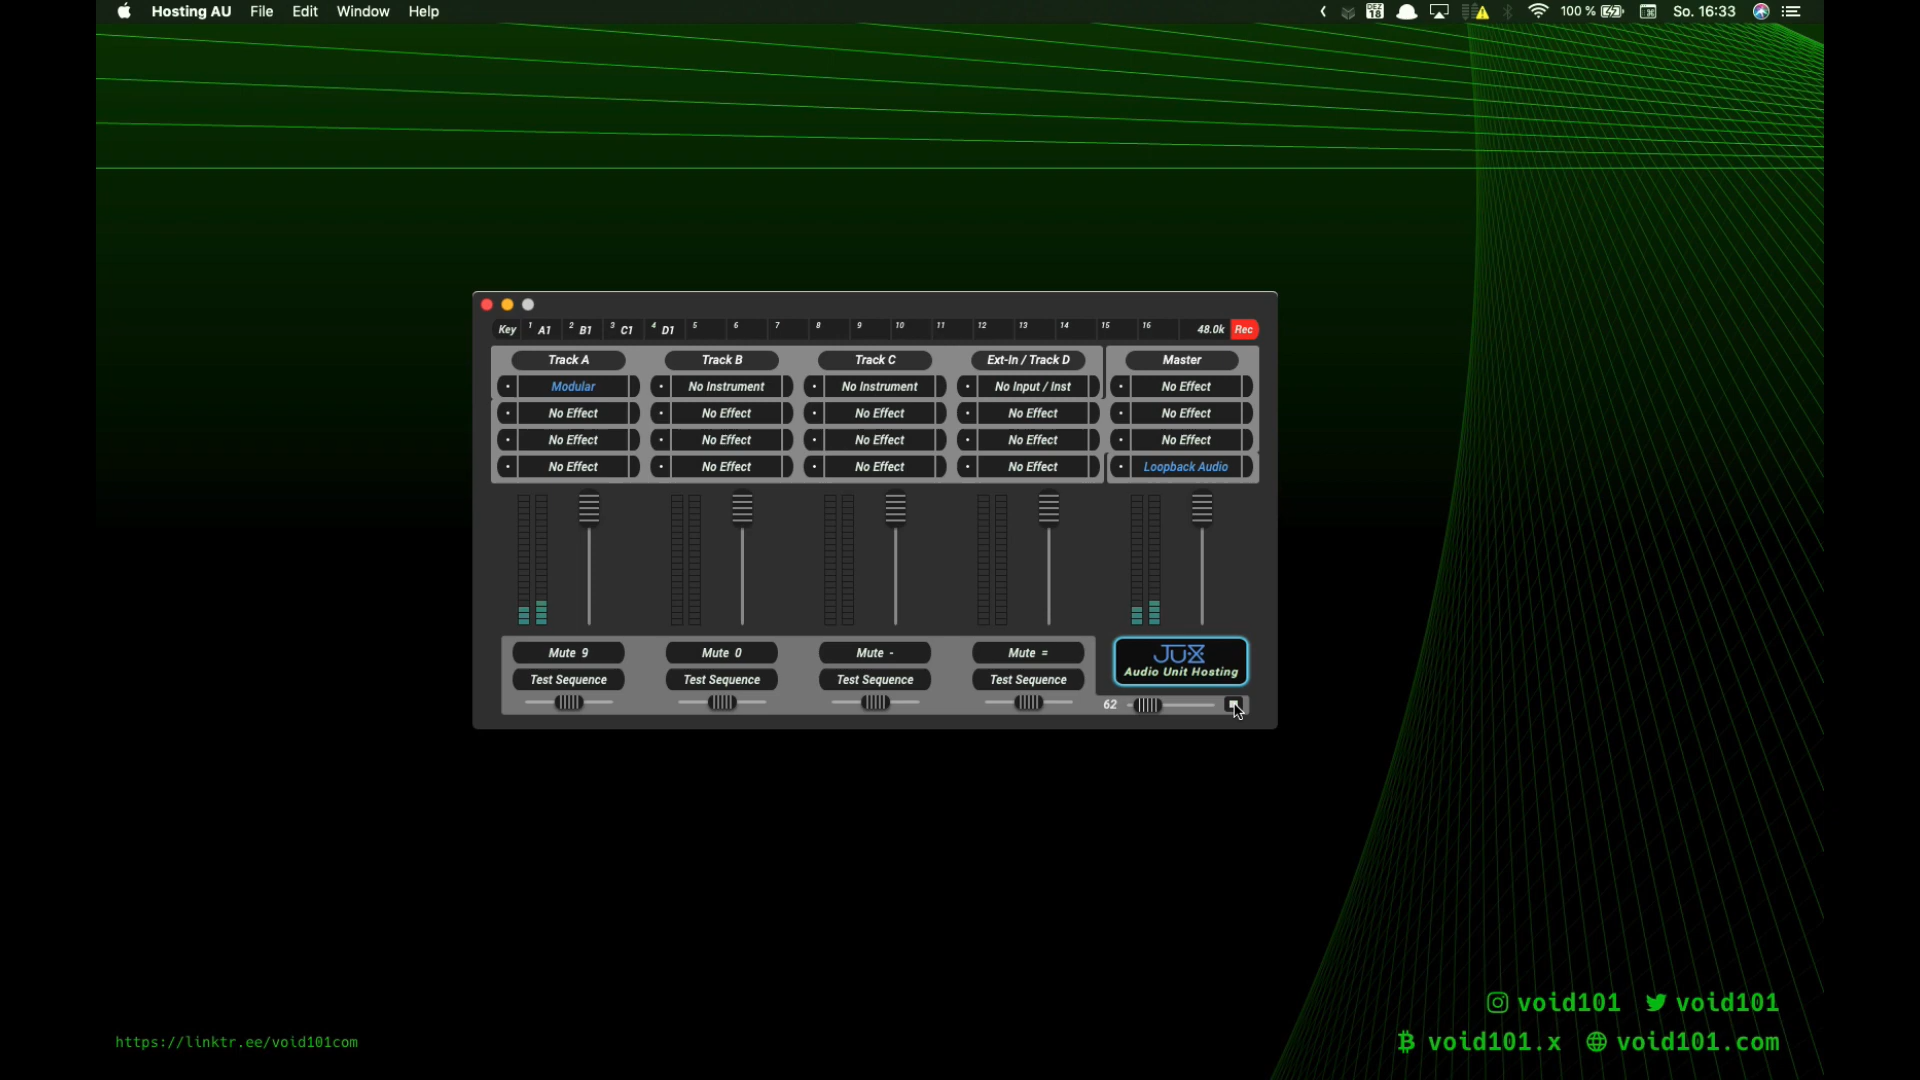 Hosting AU File Edit Window Help
DEZ 18 100 % So. 16:33
Key 1 A1 2 B1 3 C1 4 D1 5 6 7 8 9 10 11 12 13 14 15 16 48.0k Rec
Track A Track B Track C Ext-In / Track D Master
Modular No Instrument No Instrument No Input / Inst No Effect
No Effect No Effect No Effect No Effect No Effect
No Effect No Effect No Effect No Effect No Effect
No Effect No Effect No Effect No Effect Loopback Audio
Mute 9 Mute 0 Mute - Mute = JUX
Test Sequence Test Sequence Test Sequence Test Sequence Audio Unit Hosting
62
void101 void101
https://linktr.ee/void101com void101.x void101.com